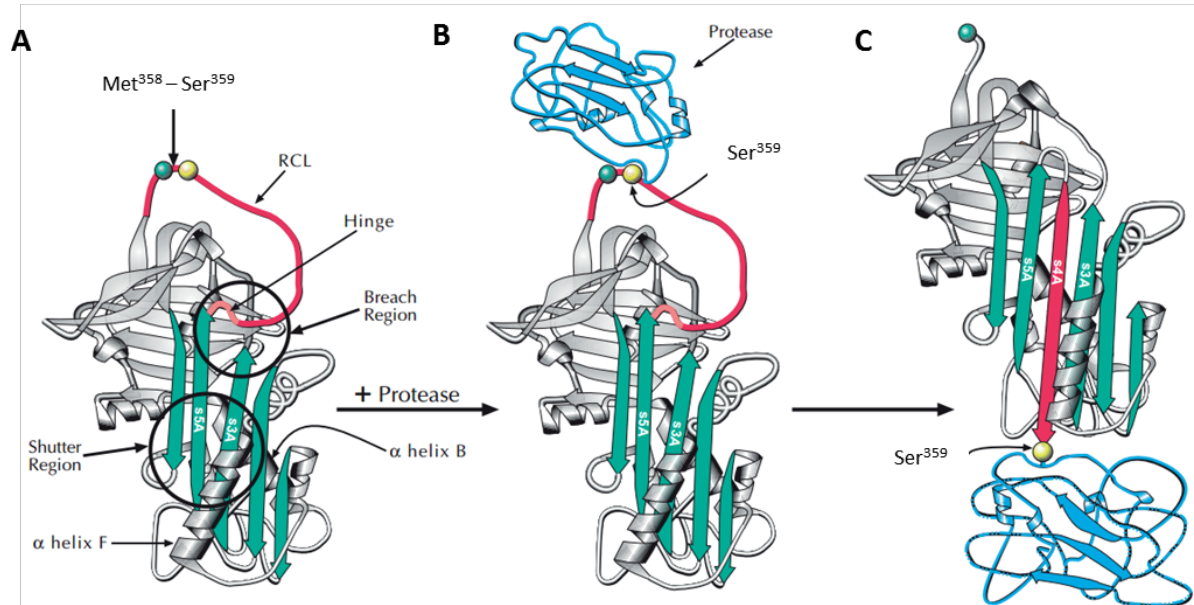 A
B
C
Protease
Met358 – Ser359
RCL
Ser359
Hinge
Breach
Region
s5A
s4A
s3A
+ Protease
s5A
s3A
s5A
s3A
Shutter
Region
α helix B
Ser359
α helix F